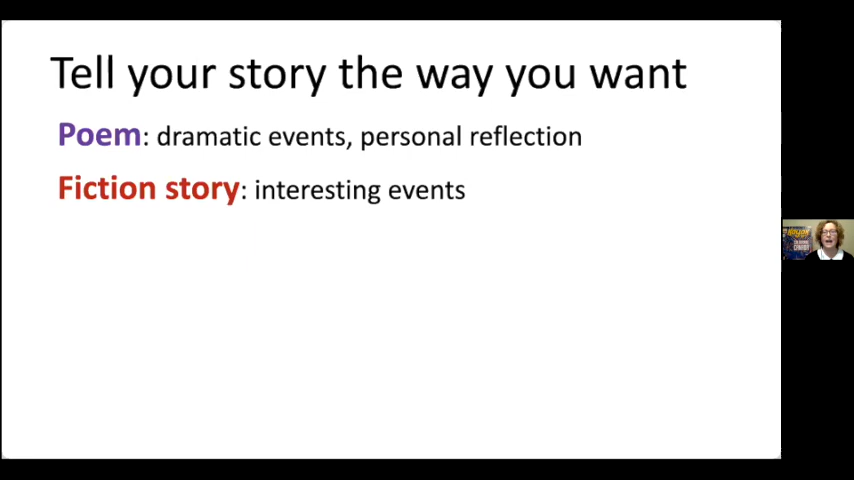 Tell your story the way you want
Poem: dramatic events, personal reflection
Fiction story: interesting events